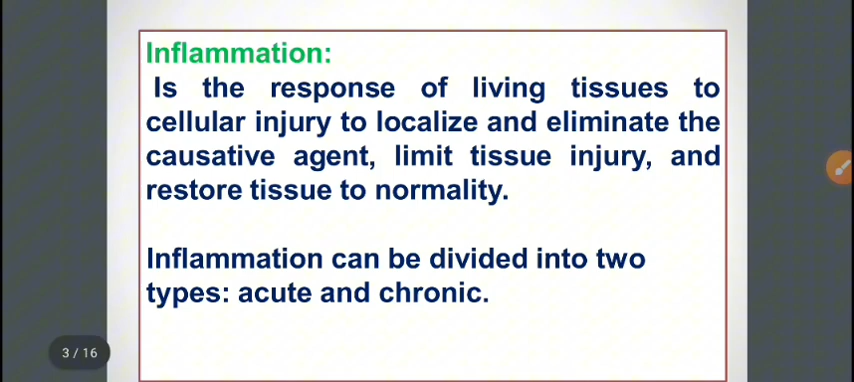 Inflammation:
Is the response of living tissues to
cellular injury to localize and eliminate the
causative agent, limit tissue injury, and
restore tissue to normality.
Inflammation can be divided into two
types: acute and chronic.
3 / 16